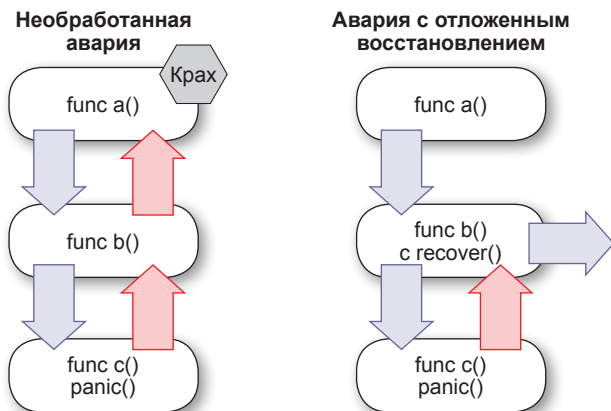 Необработанная
авария
Крах
func a()
func b()
func c()
panic()
Авария с отложенным
восстановлением
func a()
func b()
с recover()
func c()
panic()